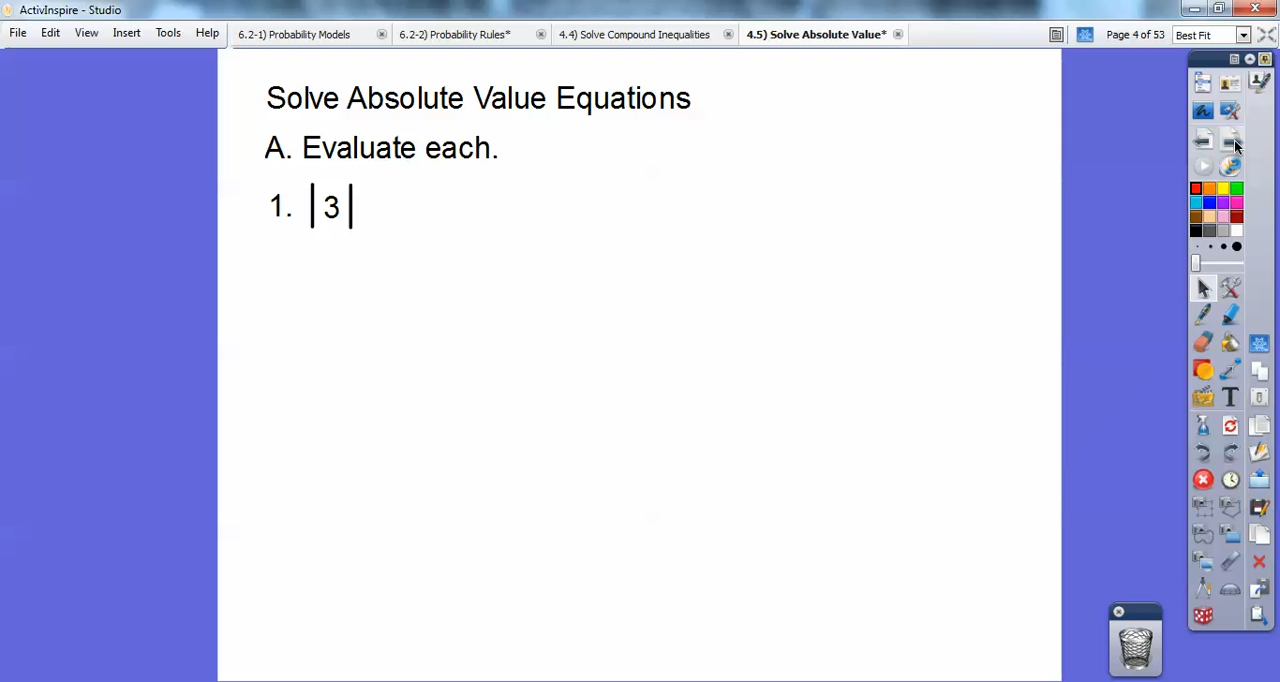 ActivInspire - Studio
File Edit View Insert Tools Help 6.2-1) Probability Models 6.2-2) Probability Rules* 4.4) Solve Compound Inequalities 4.5) Solve Absolute Value* Page 4 of 53 Best Fit
Solve Absolute Value Equations
A. Evaluate each.
1. |3|